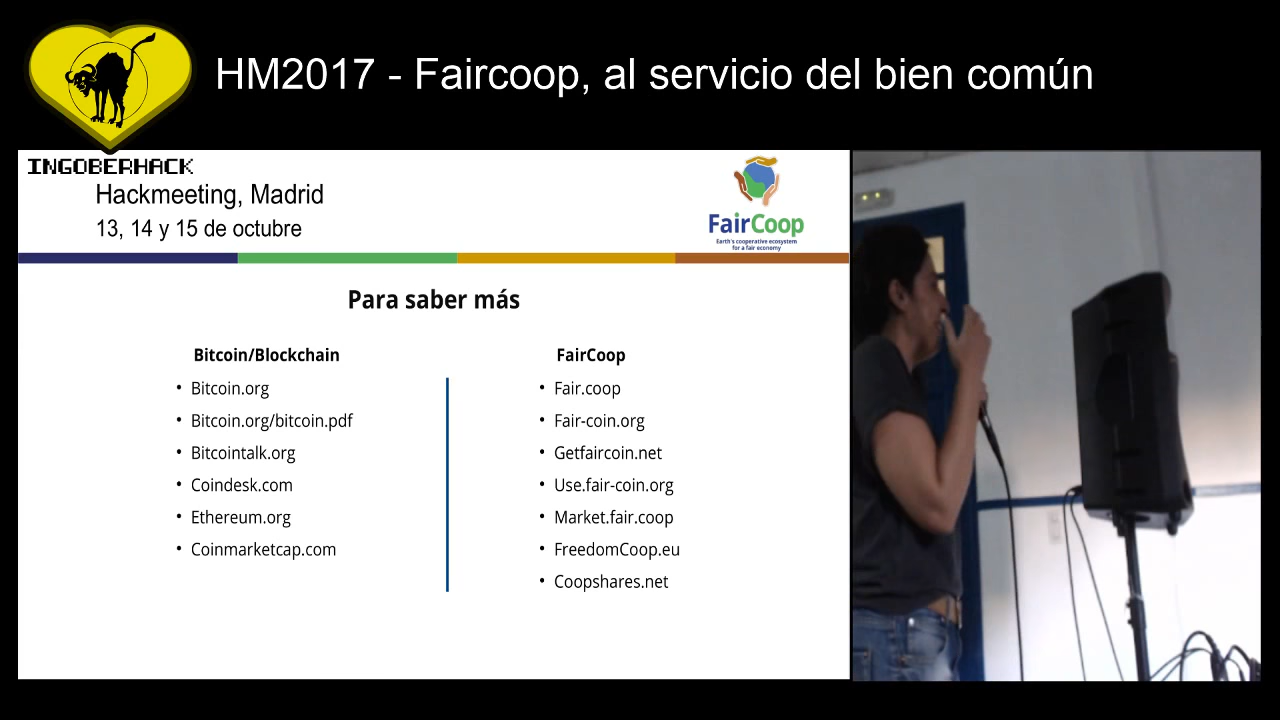 HM2017 - Faircoop, al servicio del bien común
INGOBERHACK
Hackmeeting, Madrid
13, 14 y 15 de octubre
FairCoop
Earth's cooperative ecosystem
for a fair economy
Para saber más
Bitcoin/Blockchain
• Bitcoin.org
• Bitcoin.org/bitcoin.pdf
• Bitcointalk.org
• Coindesk.com
• Ethereum.org
• Coinmarketcap.com
FairCoop
• Fair.coop
• Fair-coin.org
• Getfaircoin.net
• Use.fair-coin.org
• Market.fair.coop
• FreedomCoop.eu
• Coopshares.net